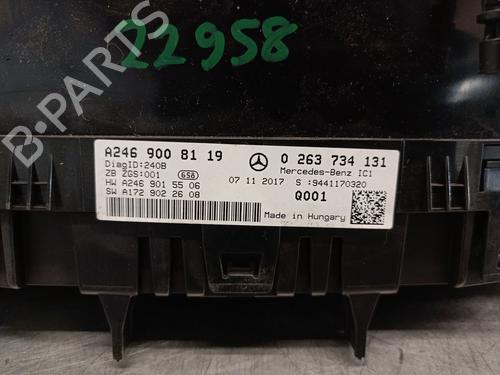 22958
A246 900 81 19
DiagID:240B
ZB ZGS:001
HW A246 901 55 06
SW A172 902 26 08
6S8
07 11 2017
0 263 734 131
Mercedes-Benz IC1
S :9441170320
Q001
Made in Hungary
B-PARTS